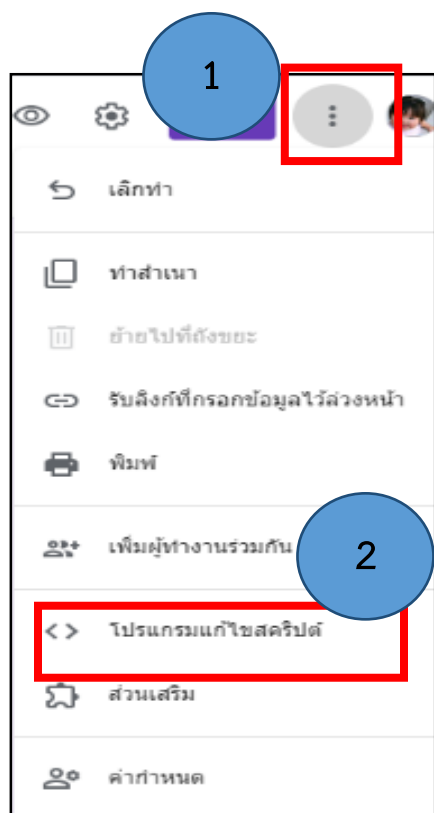 1
เลิกทำ
ทำสำเนา
ย้ายไปที่ถังขยะ
รับลิงก์ที่กรอกข้อมูลไว้ล่วงหน้า
พิมพ์
เพิ่มผู้ทำงานร่วมกัน
2
โปรแกรมแก้ไขสคริปต์
ส่วนเสริม
ค่ากำหนด